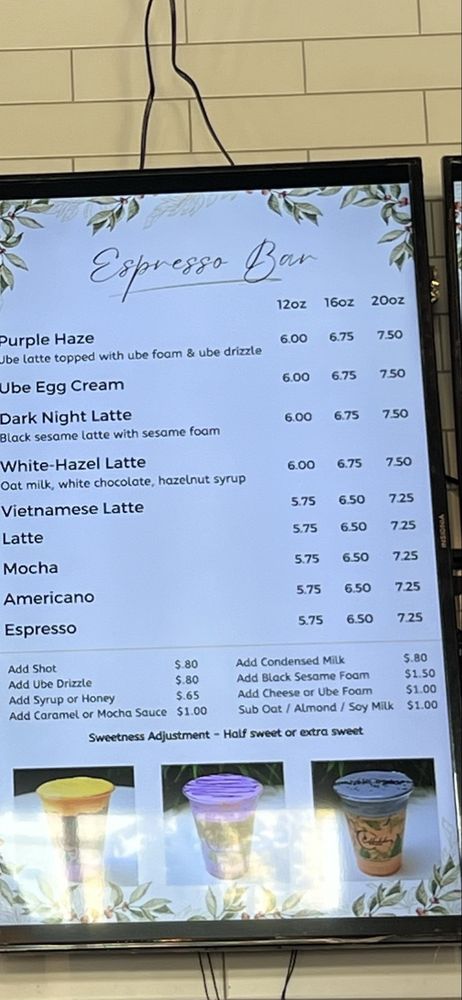 Espresso Bar
12oz 16oz 20oz
Purple Haze 6.00 6.75 7.50
Ube latte topped with ube foam & ube drizzle
Ube Egg Cream 6.00 6.75 7.50
Dark Night Latte 6.00 6.75 7.50
Black sesame latte with sesame foam
White-Hazel Latte 6.00 6.75 7.50
Oat milk, white chocolate, hazelnut syrup
Vietnamese Latte 5.75 6.50 7.25
Latte 5.75 6.50 7.25
Mocha 5.75 6.50 7.25
Americano 5.75 6.50 7.25
Espresso 5.75 6.50 7.25
Add Shot $.80
Add Ube Drizzle $.80
Add Syrup or Honey $.65
Add Caramel or Mocha Sauce $1.00
Add Condensed Milk $.80
Add Black Sesame Foam $1.50
Add Cheese or Ube Foam $1.00
Sub Oat / Almond / Soy Milk $1.00
Sweetness Adjustment - Half sweet or extra sweet
INSIGNIA